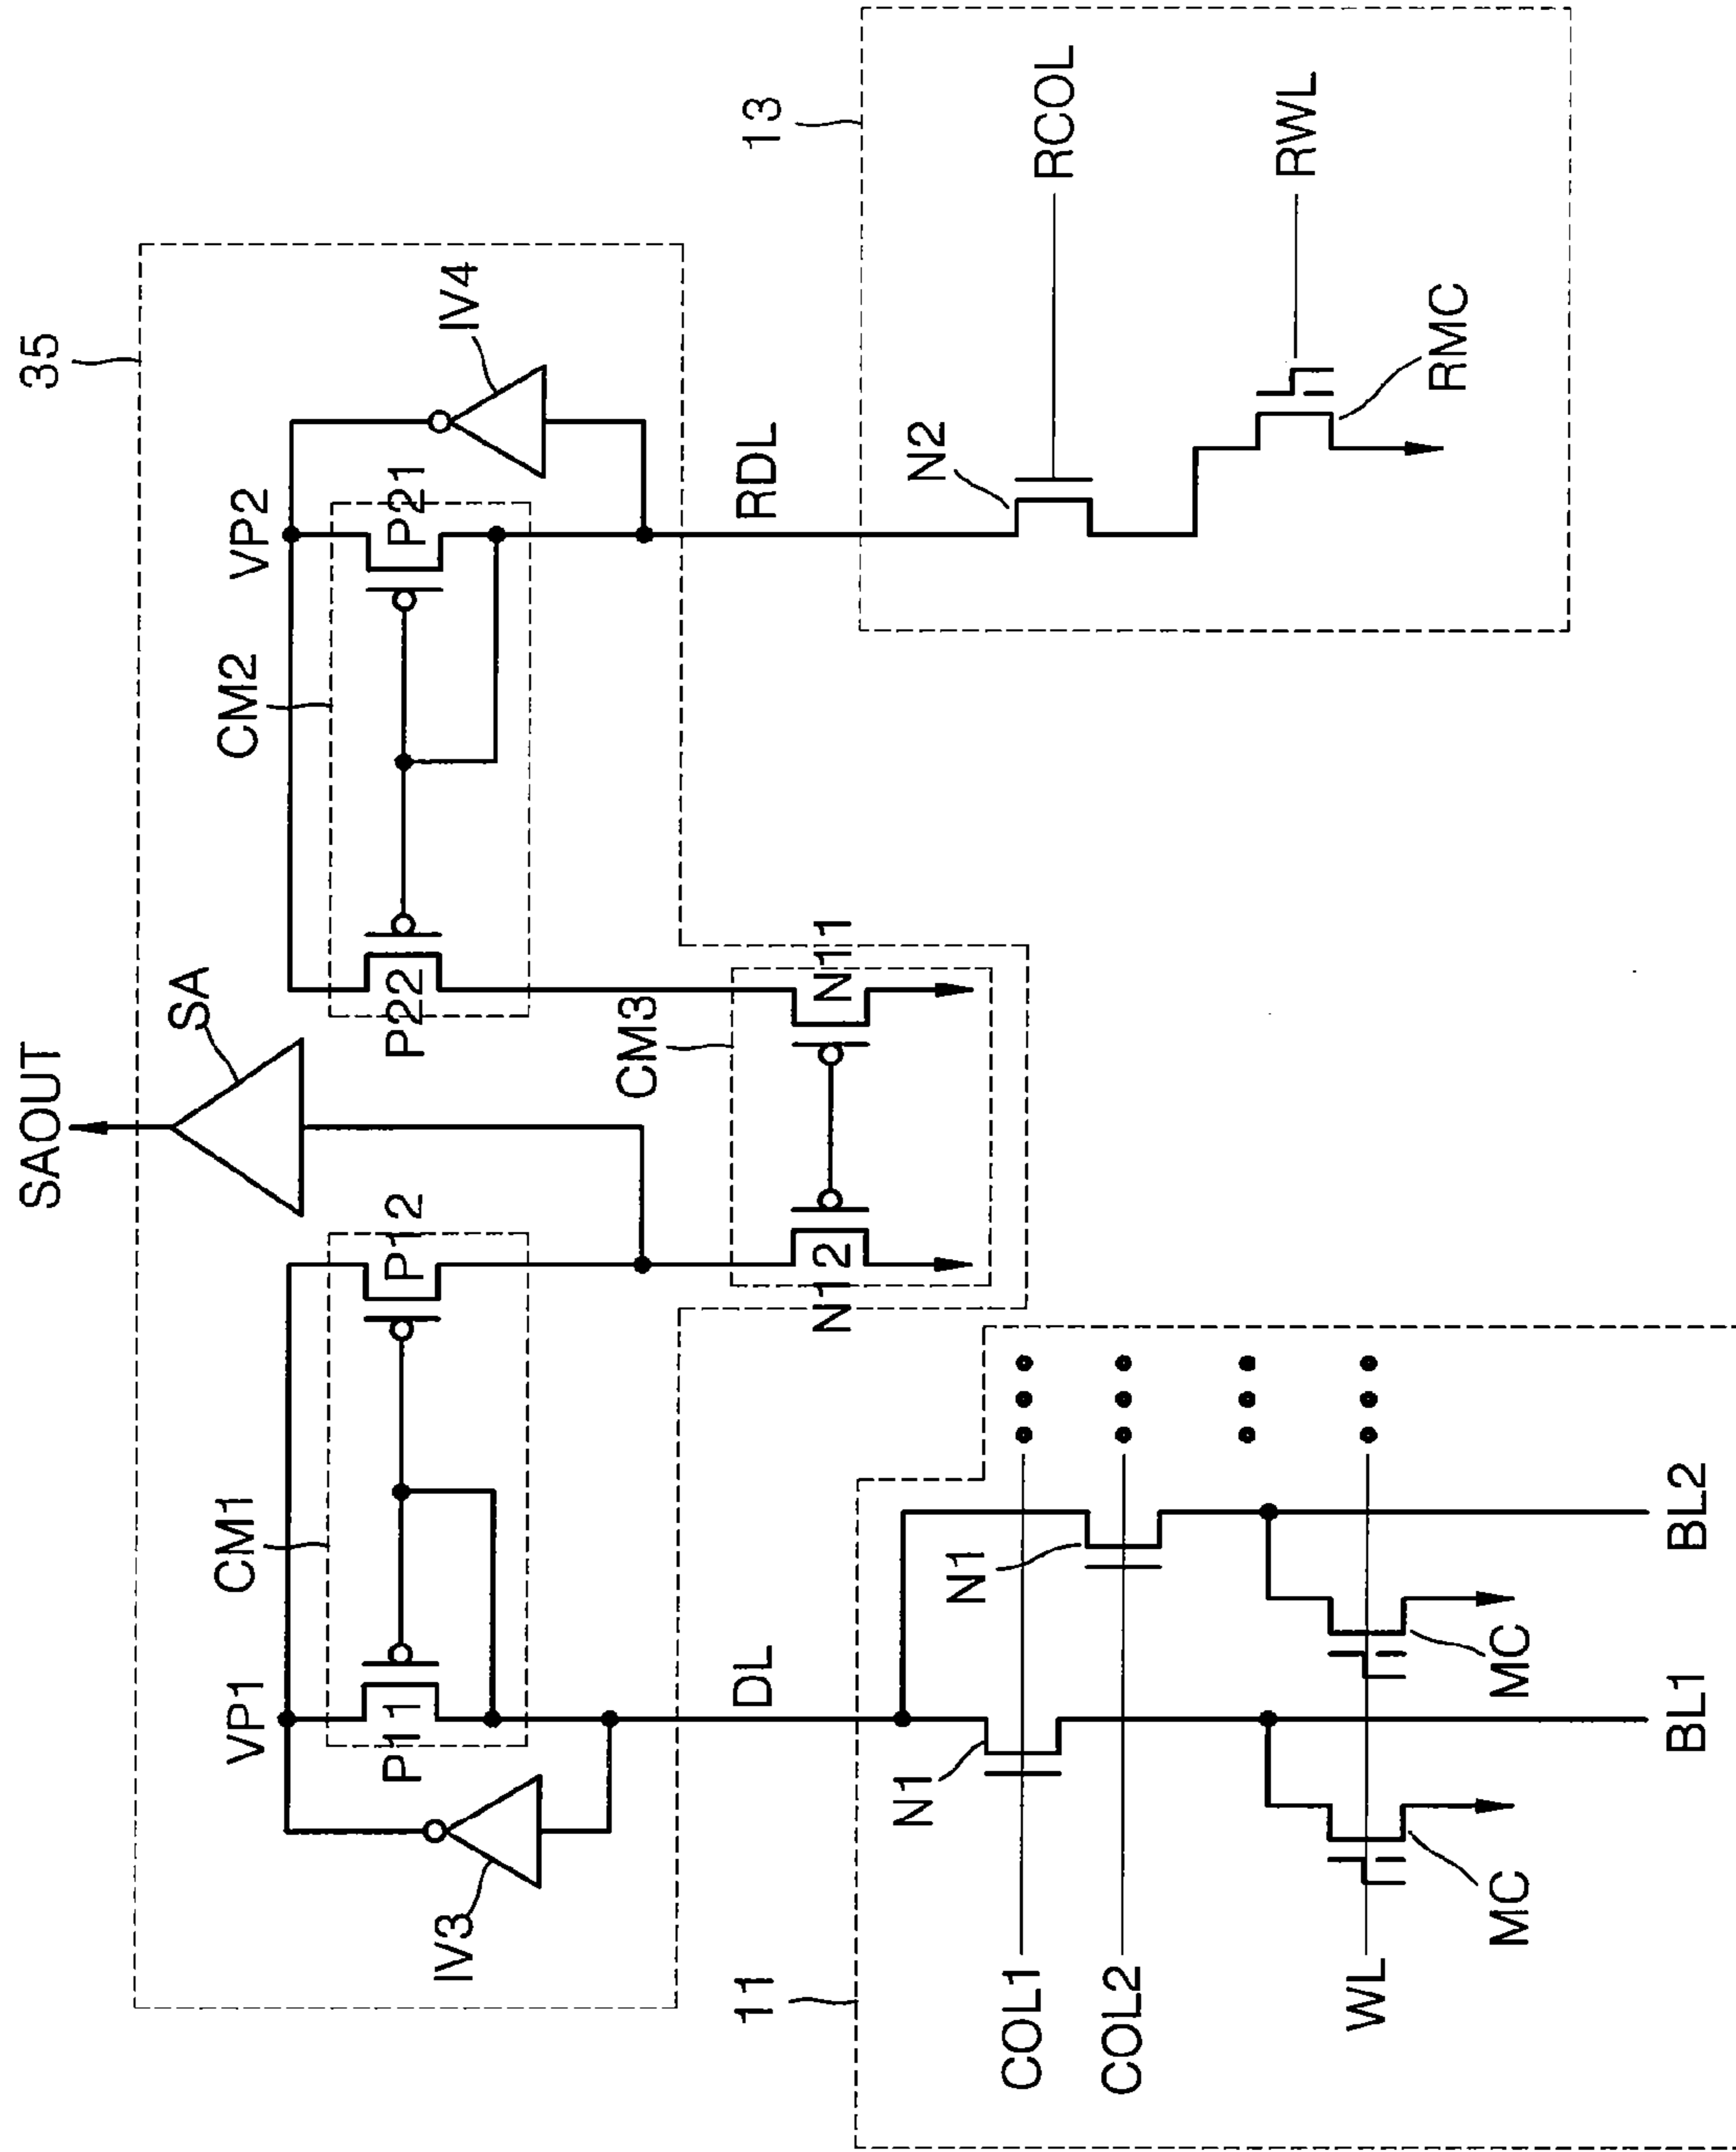 SAOUT
35
SA
VP1
CM1
CM2
VP2
IV3
P11
P12
P22
P21
IV4
CM3
DL
N12
N11
RDL
11
13
N1
N1
N2
COL1
COL2
RCOL
WL
RWL
MC
MC
RMC
BL1
BL2